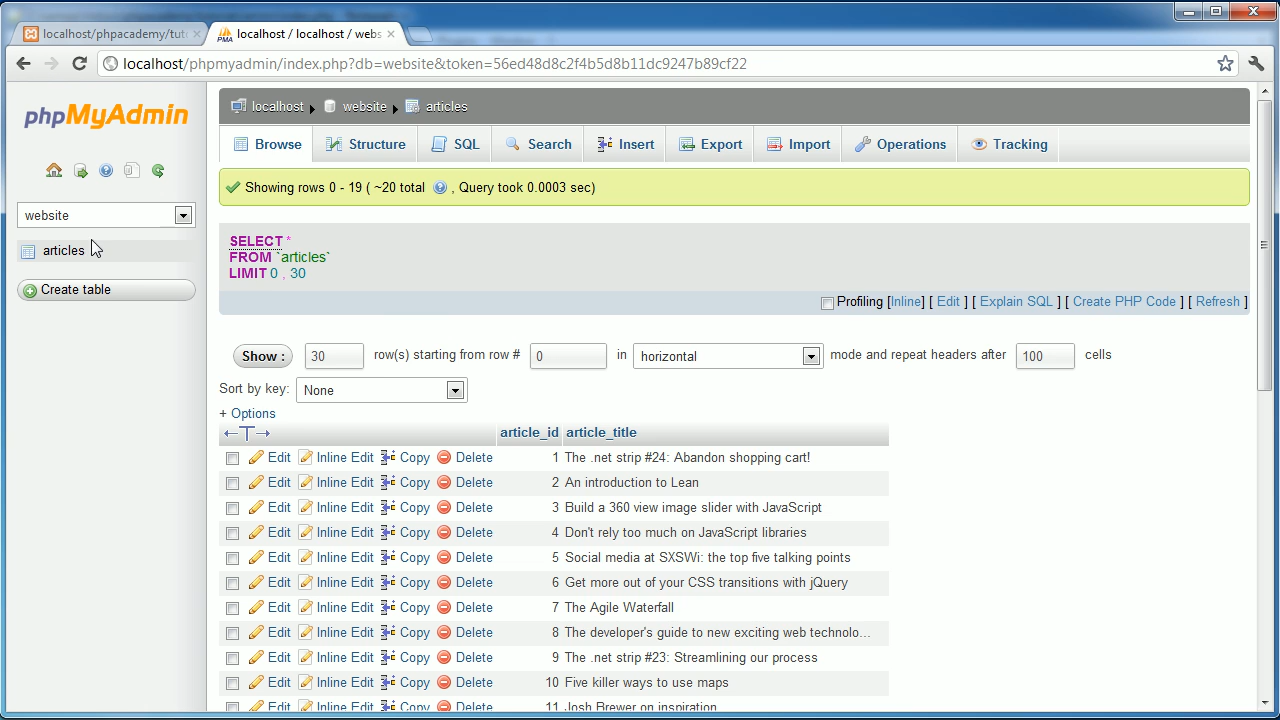 localhost/phpacademy/tut
localhost / localhost / webs
localhost/phpmyadmin/index.php?db=website&token=56ed48d8c2f4b5d8b11dc9247b89cf22
phpMyAdmin
website
articles
Create table
localhost website articles
Browse Structure SQL Search Insert Export Import Operations Tracking
Showing rows 0 - 19 ( ~20 total , Query took 0.0003 sec)
SELECT *
FROM `articles`
LIMIT 0 , 30
Profiling [Inline] [ Edit ] [ Explain SQL ] [ Create PHP Code ] [ Refresh ]
Show : 30 row(s) starting from row # 0 in horizontal mode and repeat headers after 100 cells
Sort by key: None
+ Options
←T→ article_id article_title
Edit Inline Edit Copy Delete 1 The .net strip #24: Abandon shopping cart!
Edit Inline Edit Copy Delete 2 An introduction to Lean
Edit Inline Edit Copy Delete 3 Build a 360 view image slider with JavaScript
Edit Inline Edit Copy Delete 4 Don't rely too much on JavaScript libraries
Edit Inline Edit Copy Delete 5 Social media at SXSWi: the top five talking points
Edit Inline Edit Copy Delete 6 Get more out of your CSS transitions with jQuery
Edit Inline Edit Copy Delete 7 The Agile Waterfall
Edit Inline Edit Copy Delete 8 The developer's guide to new exciting web technolo...
Edit Inline Edit Copy Delete 9 The .net strip #23: Streamlining our process
Edit Inline Edit Copy Delete 10 Five killer ways to use maps
Edit Inline Edit Copy Delete 11 Josh Brewer on inspiration